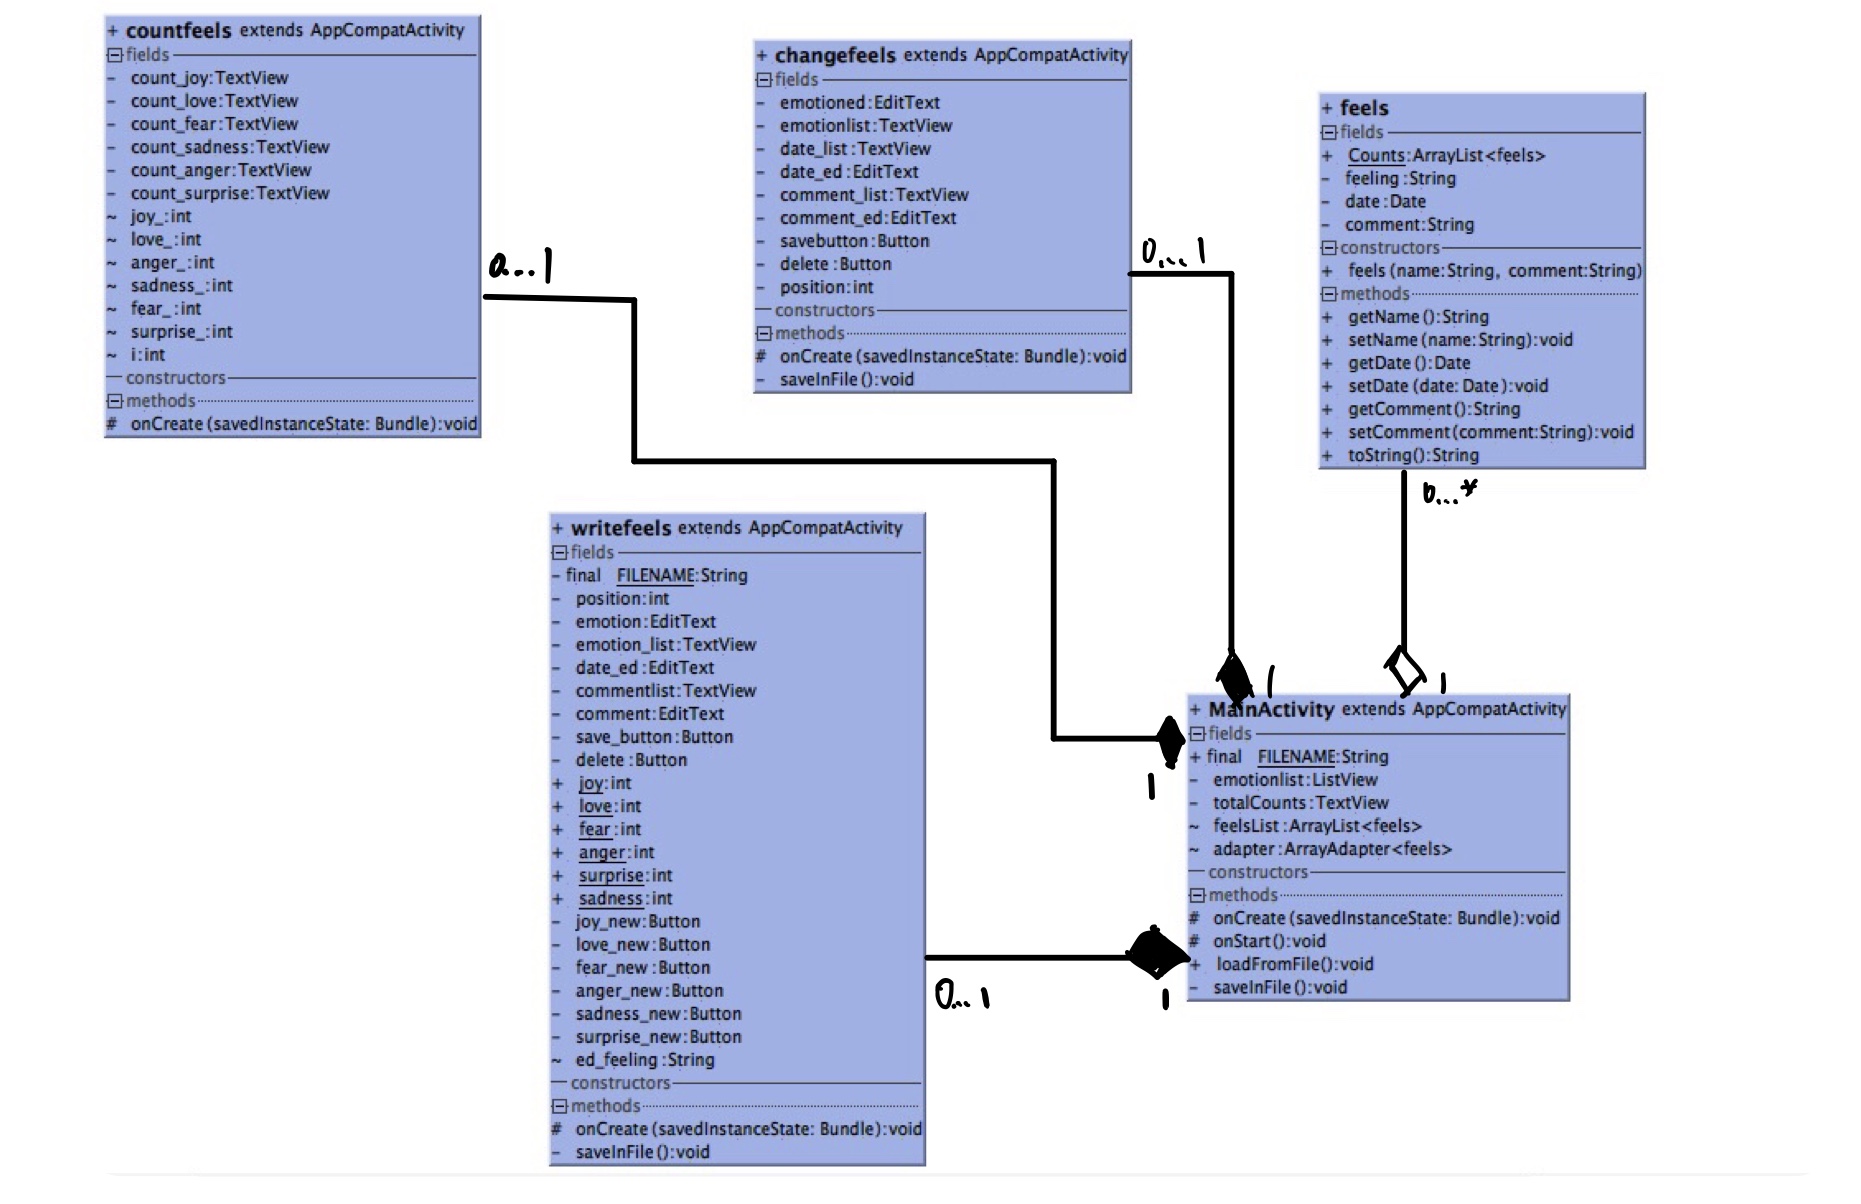 + countfeels extends AppCompatActivity
fields
- count_joy:TextView
- count_love:TextView
- count_fear:TextView
- count_sadness:TextView
- count_anger:TextView
- count_surprise:TextView
~ joy_:int
~ love_:int
~ anger_:int
~ sadness_:int
~ fear_:int
~ surprise_:int
~ i:int
constructors
methods
# onCreate(savedInstanceState: Bundle):void
0...1
+ changefeels extends AppCompatActivity
fields
- emotioned:EditText
- emotionlist:TextView
- date_list:TextView
- date_ed:EditText
- comment_list:TextView
- comment_ed:EditText
- savebutton:Button
- delete:Button
- position:int
constructors
methods
# onCreate(savedInstanceState: Bundle):void
- saveInFile():void
0...1
+ feels
fields
+ Counts:ArrayList<feels>
- feeling:String
- date:Date
- comment:String
constructors
+ feels(name:String, comment:String)
methods
+ getName():String
+ setName(name:String):void
+ getDate():Date
+ setDate(date: Date):void
+ getComment():String
+ setComment(comment:String):void
+ toString():String
0...*
+ writefeels extends AppCompatActivity
fields
- final FILENAME:String
- position:int
- emotion:EditText
- emotion_list:TextView
- date_ed:EditText
- commentlist:TextView
- comment:EditText
- save_button:Button
- delete:Button
+ joy:int
+ love:int
+ fear:int
+ anger:int
+ surprise:int
+ sadness:int
- joy_new:Button
- love_new:Button
- fear_new:Button
- anger_new:Button
- sadness_new:Button
- surprise_new:Button
~ ed_feeling:String
constructors
methods
# onCreate(savedInstanceState: Bundle):void
- saveInFile():void
0...1
1
1
1
1
+ MainActivity extends AppCompatActivity
fields
+ final FILENAME:String
- emotionlist:ListView
- totalCounts:TextView
~ feelsList:ArrayList<feels>
~ adapter:ArrayAdapter<feels>
constructors
methods
# onCreate(savedInstanceState: Bundle):void
# onStart():void
+ loadFromFile():void
- saveInFile():void